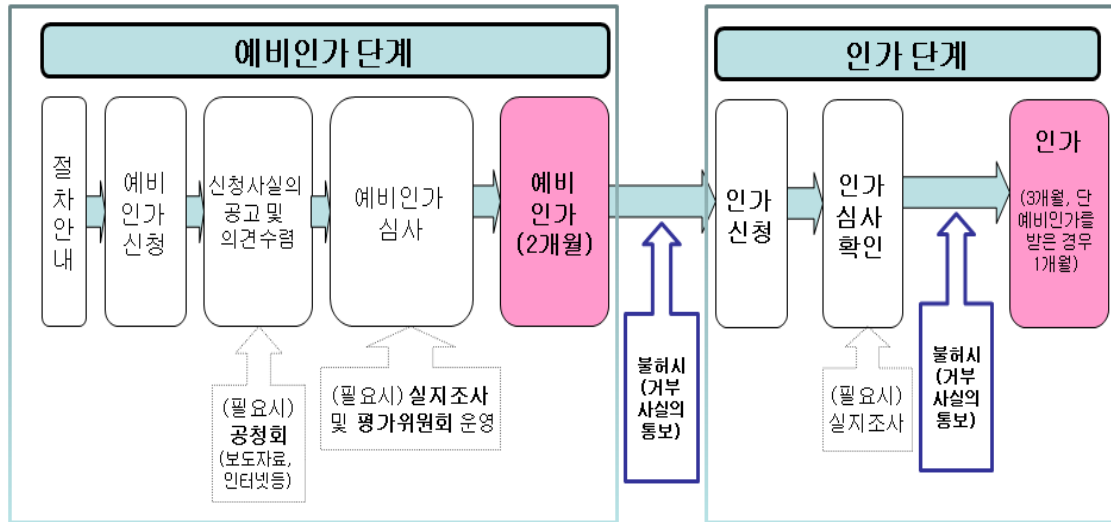 예비인가 단계
절
차
안
내
예비
인가
신청
신청사실의
공고 및
의견수렴
예비인가
심사
예비
인가
(2개월)
(필요시)
공청회
(보도자료,
인터넷등)
(필요시) 실지조사
및 평가위원회 운영
불허시
(거부
사실의
통보)
인가 단계
인가
신청
인가
심사
확인
인가
(3개월, 단
예비인가를
받은 경우
1개월)
(필요시)
실지조사
불허시
(거부
사실의
통보)